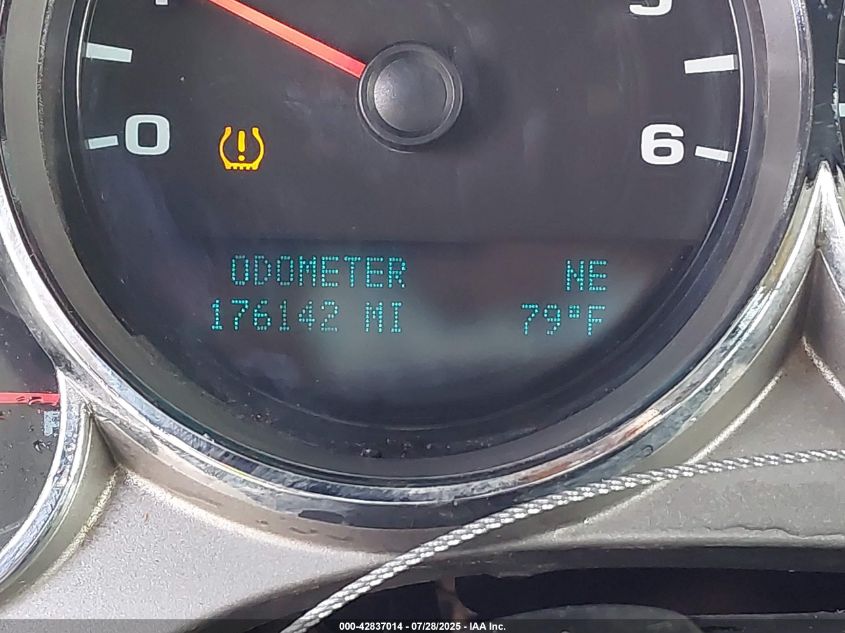 0
6
ODOMETER NE
176142 MI 79°F
000-42837014 - 07/28/2025 - IAA Inc.